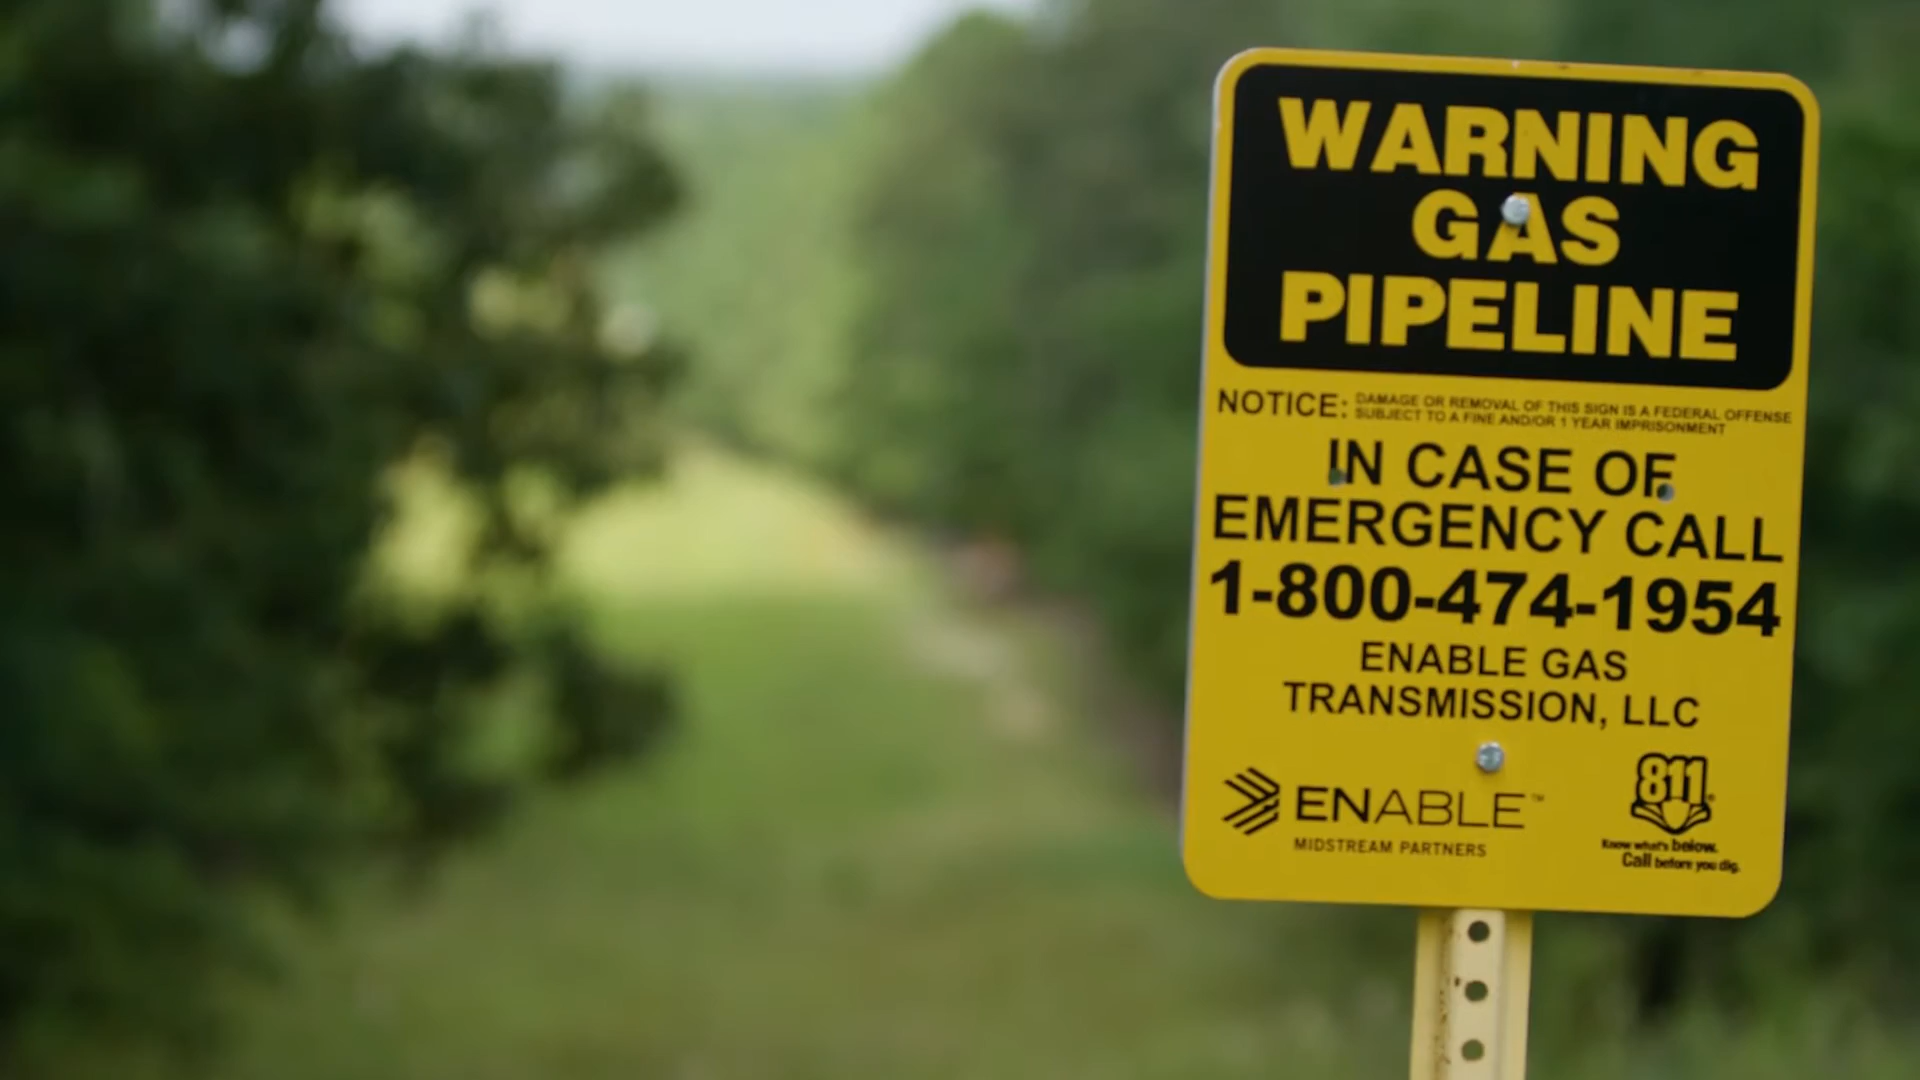 WARNING
GAS
PIPELINE
NOTICE: DAMAGE OR REMOVAL OF THIS SIGN IS A FEDERAL OFFENSE
SUBJECT TO A FINE AND/OR 1 YEAR IMPRISONMENT
IN CASE OF
EMERGENCY CALL
1-800-474-1954
ENABLE GAS
TRANSMISSION, LLC
ENABLE™
MIDSTREAM PARTNERS
811®
Know what's below.
Call before you dig.